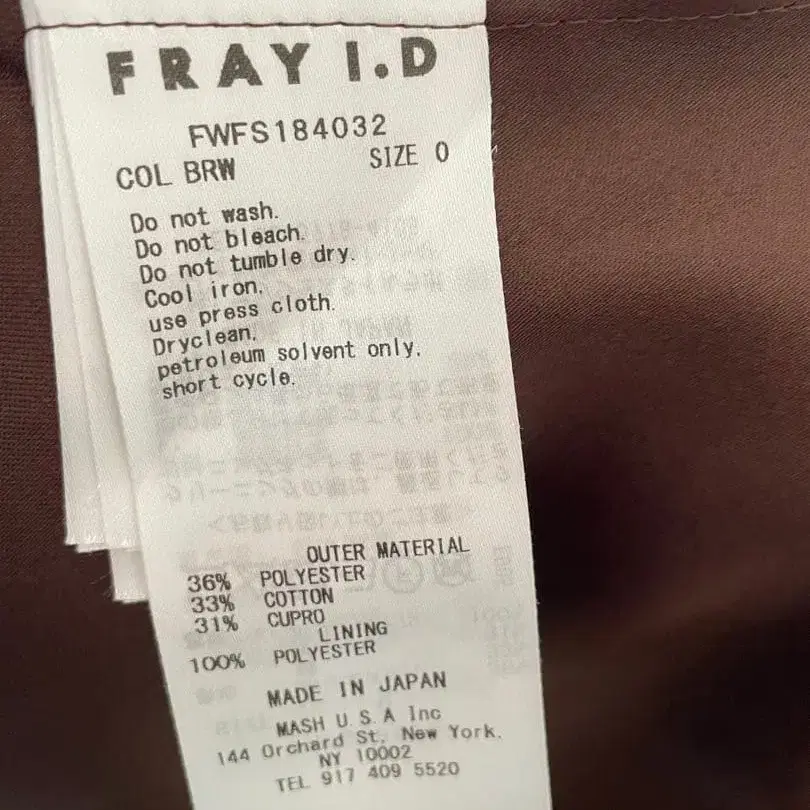 FRAY I.D
FWFS184032
COL BRW SIZE 0
Do not wash.
Do not bleach.
Do not tumble dry.
Cool iron.
use press cloth.
Dryclean.
petroleum solvent only.
short cycle.
OUTER MATERIAL
36% POLYESTER
33% COTTON
31% CUPRO
LINING
100% POLYESTER
MADE IN JAPAN
MASH U.S.A Inc
144 Orchard St, New York.
NY 10002
TEL 917 409 5520